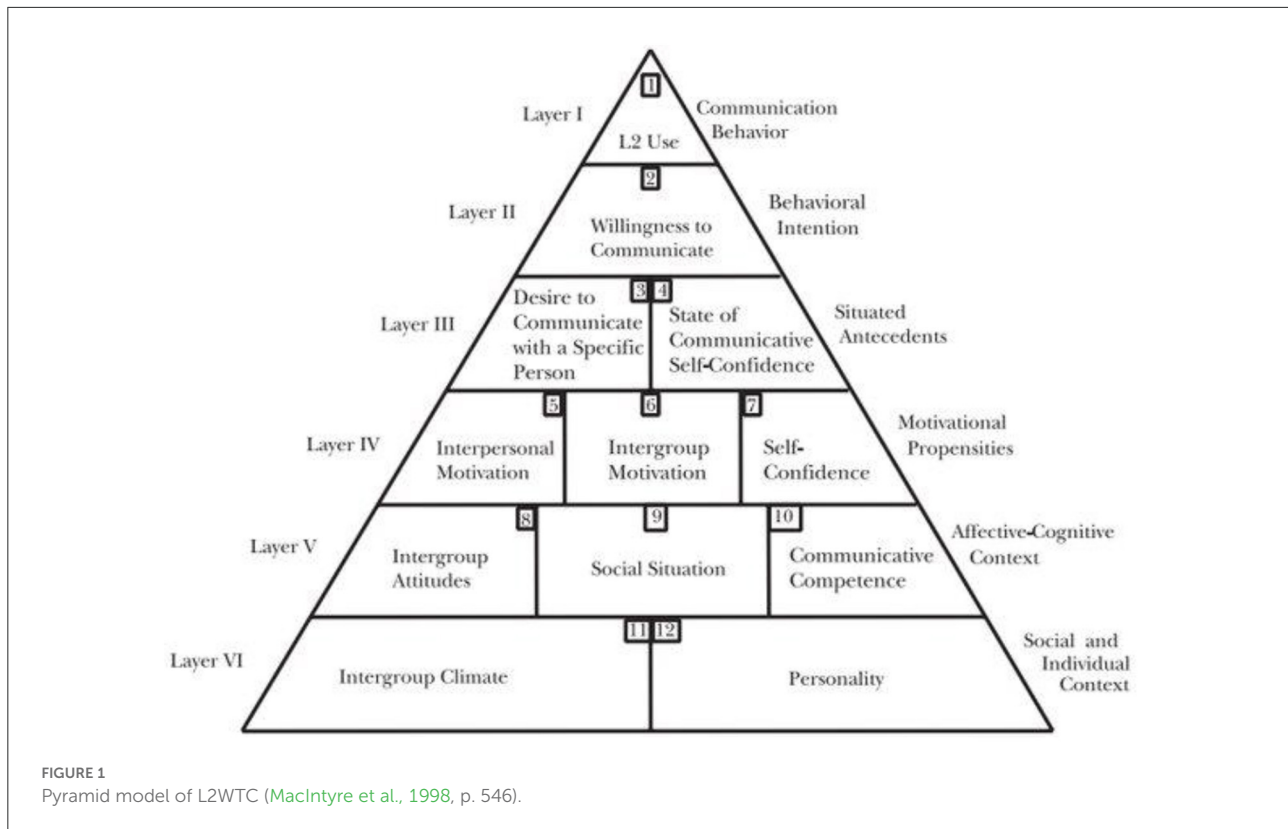 1
Layer I
Communication
Behavior
L2 Use
2
Layer II
Behavioral
Intention
Willingness to
Communicate
3
4
Layer III
Desire to
Communicate
with a Specific
Person
State of
Communicative
Self-Confidence
Situated
Antecedents
5
6
7
Layer IV
Interpersonal
Motivation
Intergroup
Motivation
Self-
Confidence
Motivational
Propensities
8
9
10
Layer V
Intergroup
Attitudes
Social Situation
Communicative
Competence
Affective-Cognitive
Context
11
12
Layer VI
Intergroup Climate
Personality
Social and
Individual
Context
FIGURE 1
Pyramid model of L2WTC (MacIntyre et al., 1998, p. 546).